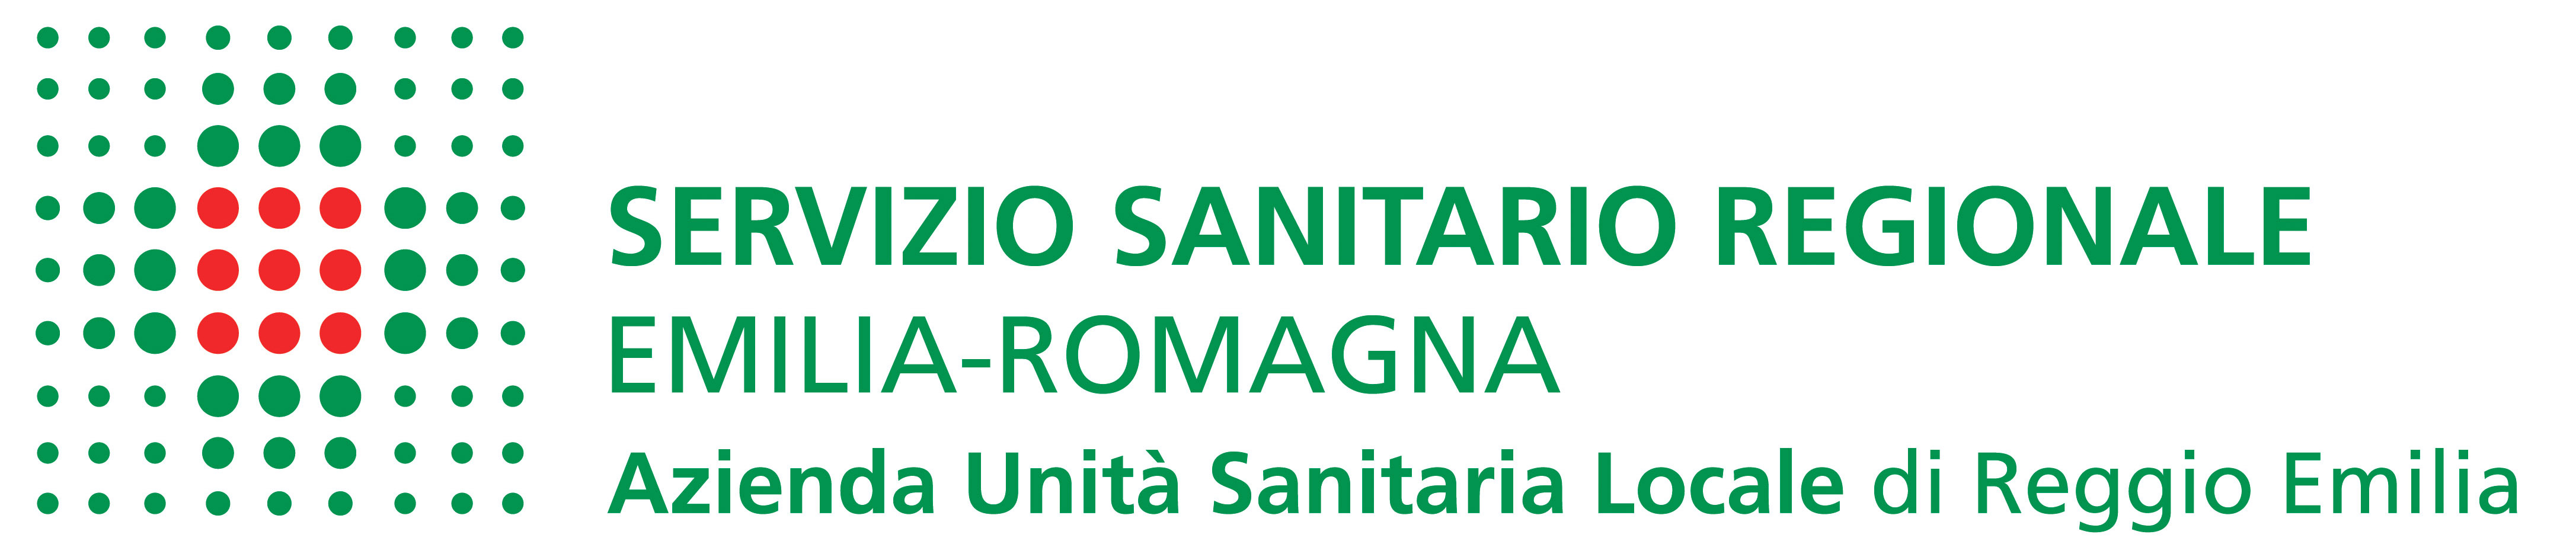 SERVIZIO SANITARIO REGIONALE
EMILIA-ROMAGNA
Azienda Unità Sanitaria Locale di Reggio Emilia